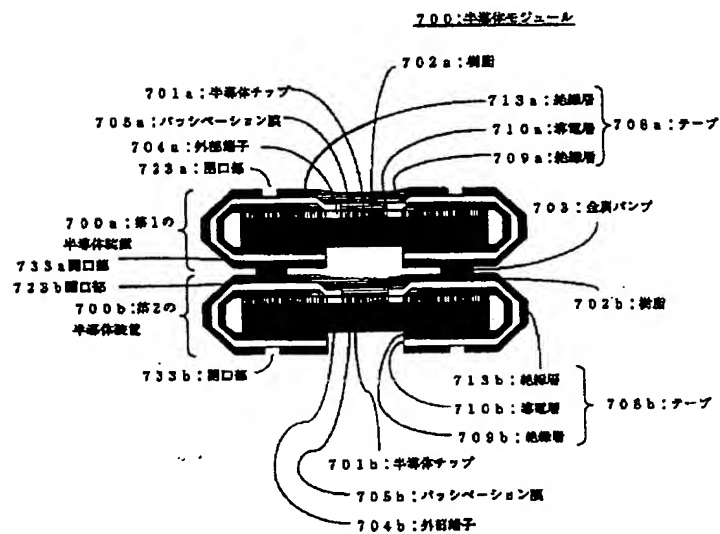 700:半導体モジュール
702a:樹脂
701a:半導体チップ
713a:絶縁層
705a:パッシベーション膜
710a:導電層
708a:テープ
704a:外部端子
709a:絶縁層
723a:開口部
703:金属バンプ
700a:第1の
半導体装置
733a開口部
723b開口部
700b:第2の
半導体装置
702b:樹脂
733b:開口部
713b:絶縁層
710b:導電層
708b:テープ
709b:絶縁層
701b:半導体チップ
705b:パッシベーション膜
704b:外部端子